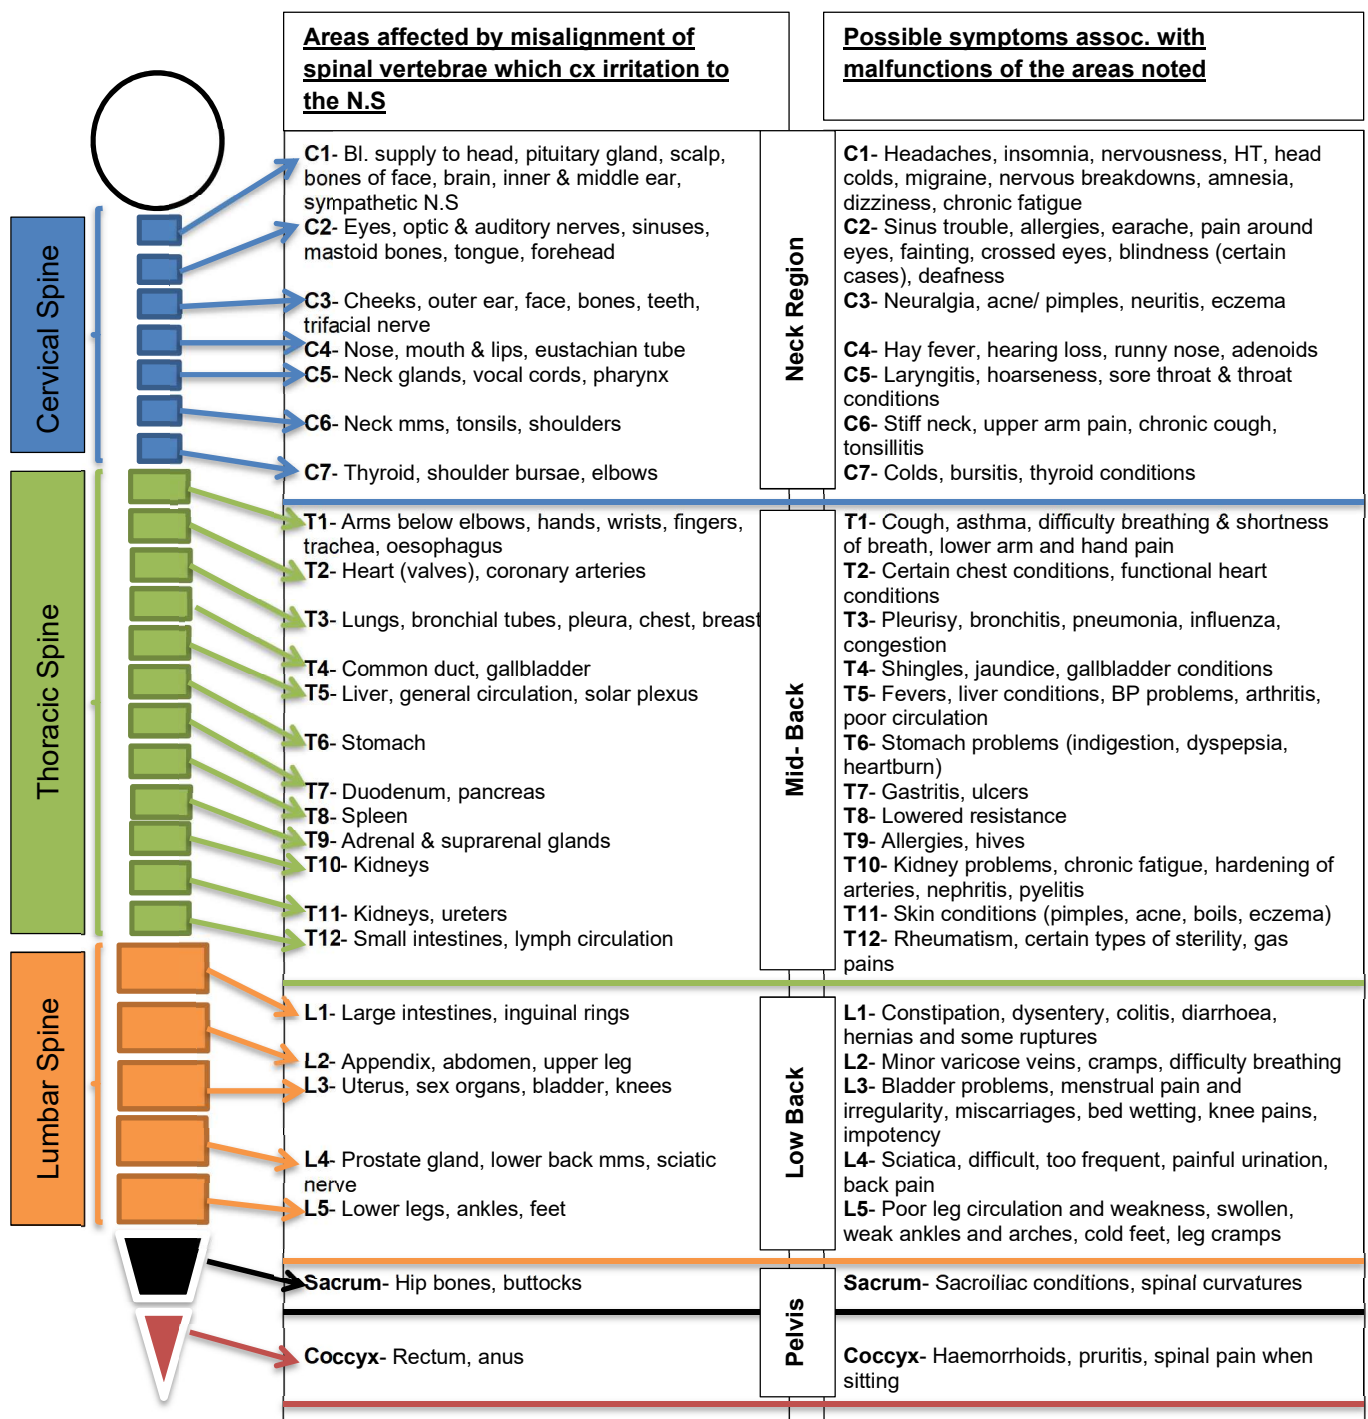 Areas affected by misalignment of
spinal vertebrae which cx irritation to
the N.S
Possible symptoms assoc. with
malfunctions of the areas noted
Cervical Spine
Thoracic Spine
Lumbar Spine
C1- Bl. supply to head, pituitary gland, scalp,
bones of face, brain, inner & middle ear,
sympathetic N.S
C2- Eyes, optic & auditory nerves, sinuses,
mastoid bones, tongue, forehead
C3- Cheeks, outer ear, face, bones, teeth,
trifacial nerve
C4- Nose, mouth & lips, eustachian tube
C5- Neck glands, vocal cords, pharynx
C6- Neck mms, tonsils, shoulders
C7- Thyroid, shoulder bursae, elbows
T1- Arms below elbows, hands, wrists, fingers,
trachea, oesophagus
T2- Heart (valves), coronary arteries
T3- Lungs, bronchial tubes, pleura, chest, breast
T4- Common duct, gallbladder
T5- Liver, general circulation, solar plexus
T6- Stomach
T7- Duodenum, pancreas
T8- Spleen
T9- Adrenal & suprarenal glands
T10- Kidneys
T11- Kidneys, ureters
T12- Small intestines, lymph circulation
L1- Large intestines, inguinal rings
L2- Appendix, abdomen, upper leg
L3- Uterus, sex organs, bladder, knees
L4- Prostate gland, lower back mms, sciatic
nerve
L5- Lower legs, ankles, feet
Sacrum- Hip bones, buttocks
Coccyx- Rectum, anus
Neck Region
Mid- Back
Low Back
Pelvis
C1- Headaches, insomnia, nervousness, HT, head
colds, migraine, nervous breakdowns, amnesia,
dizziness, chronic fatigue
C2- Sinus trouble, allergies, earache, pain around
eyes, fainting, crossed eyes, blindness (certain
cases), deafness
C3- Neuralgia, acne/ pimples, neuritis, eczema
C4- Hay fever, hearing loss, runny nose, adenoids
C5- Laryngitis, hoarseness, sore throat & throat
conditions
C6- Stiff neck, upper arm pain, chronic cough,
tonsillitis
C7- Colds, bursitis, thyroid conditions
T1- Cough, asthma, difficulty breathing & shortness
of breath, lower arm and hand pain
T2- Certain chest conditions, functional heart
conditions
T3- Pleurisy, bronchitis, pneumonia, influenza,
congestion
T4- Shingles, jaundice, gallbladder conditions
T5- Fevers, liver conditions, BP problems, arthritis,
poor circulation
T6- Stomach problems (indigestion, dyspepsia,
heartburn)
T7- Gastritis, ulcers
T8- Lowered resistance
T9- Allergies, hives
T10- Kidney problems, chronic fatigue, hardening of
arteries, nephritis, pyelitis
T11- Skin conditions (pimples, acne, boils, eczema)
T12- Rheumatism, certain types of sterility, gas
pains
L1- Constipation, dysentery, colitis, diarrhoea,
hernias and some ruptures
L2- Minor varicose veins, cramps, difficulty breathing
L3- Bladder problems, menstrual pain and
irregularity, miscarriages, bed wetting, knee pains,
impotency
L4- Sciatica, difficult, too frequent, painful urination,
back pain
L5- Poor leg circulation and weakness, swollen,
weak ankles and arches, cold feet, leg cramps
Sacrum- Sacroiliac conditions, spinal curvatures
Coccyx- Haemorrhoids, pruritis, spinal pain when
sitting